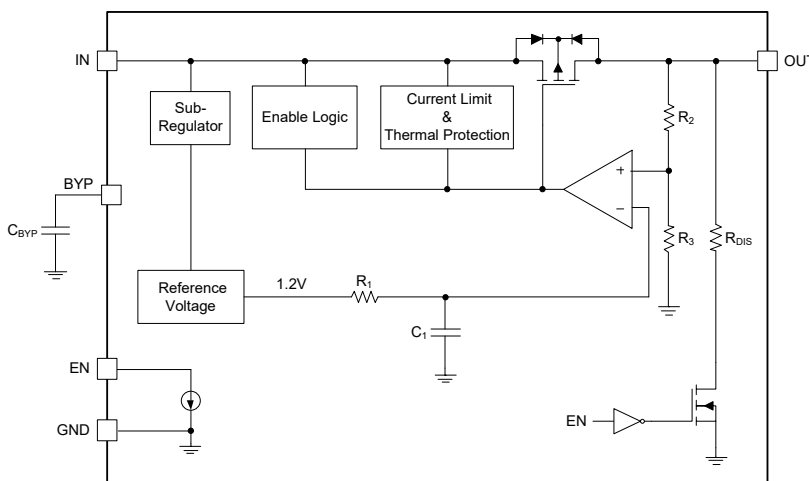 IN
OUT
Sub-
Regulator
Enable Logic
Current Limit
&
Thermal Protection
R2
BYP
+
−
CBYP
R3
RDIS
Reference
Voltage
1.2V
R1
C1
EN
EN
GND